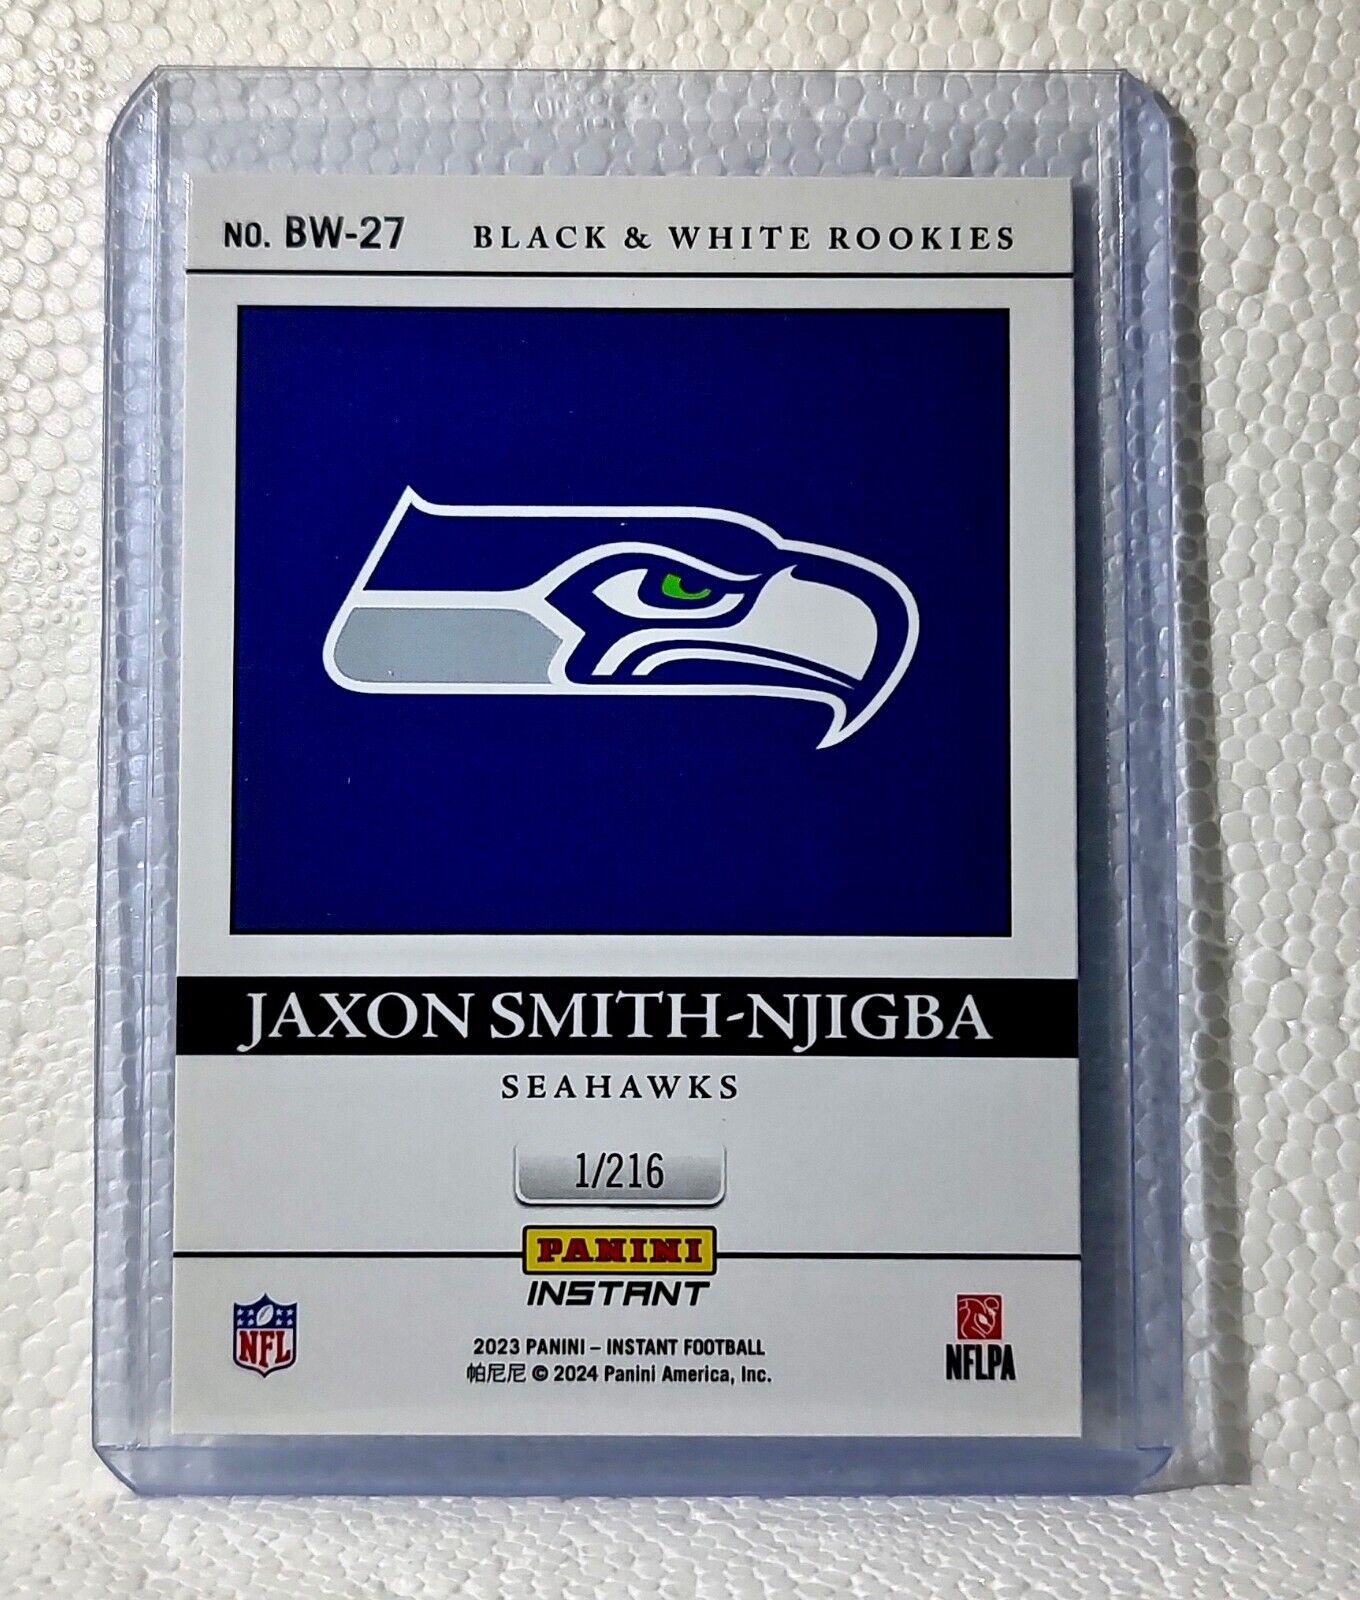 NO. BW-27 BLACK & WHITE ROOKIES
JAXON SMITH-NJIGBA
SEAHAWKS
1/216
PANINI
INSTANT
NFL
2023 PANINI – INSTANT FOOTBALL
帕尼尼 © 2024 Panini America, Inc.
NFLPA